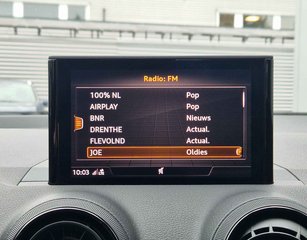 Radio: FM
100% NL Pop
AIRPLAY Pop
BNR Nieuws
DRENTHE Actual.
FLEVOLND Actual.
JOE Oldies
10:03